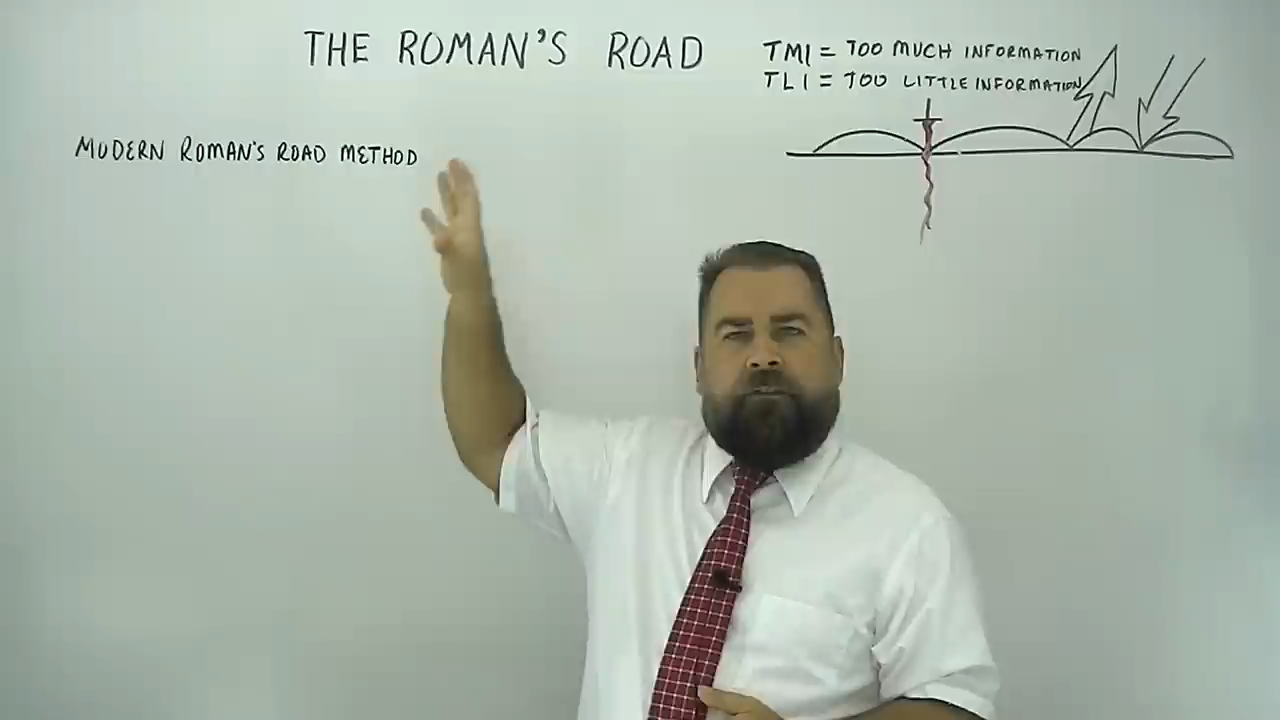 THE ROMAN'S ROAD
TMI = TOO MUCH INFORMATION
TLI = TOO LITTLE INFORMATION
MODERN ROMAN'S ROAD METHOD